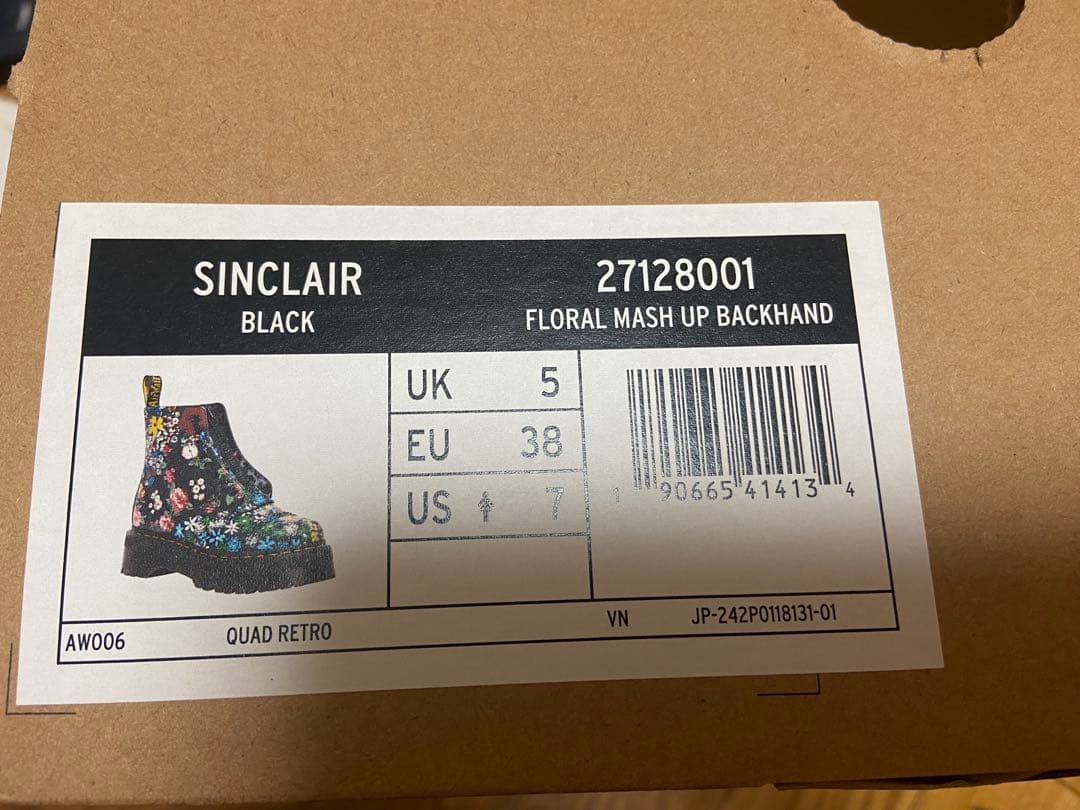 SINCLAIR
BLACK
27128001
FLORAL MASH UP BACKHAND
UK 5
EU 38
US 7
1 90665 41413 4
AW006
QUAD RETRO
VN
JP-242P0118131-01